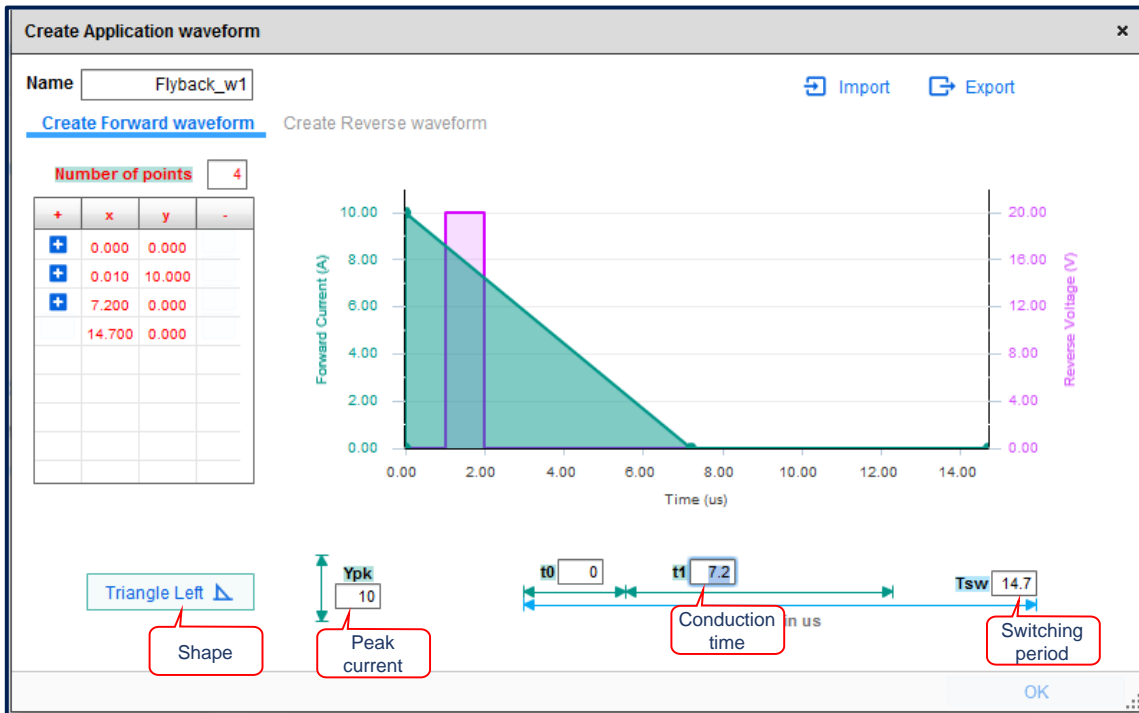 Create Application waveform ×
Name Flyback_w1
Import Export
Create Forward waveform Create Reverse waveform
Number of points 4
+ x y -
0.000 0.000
0.010 10.000
7.200 0.000
14.700 0.000
10.00
8.00
6.00
4.00
2.00
0.00
Forward Current (A)
20.00
16.00
12.00
8.00
4.00
0.00
Reverse Voltage (V)
0.00 2.00 4.00 6.00 8.00 10.00 12.00 14.00
Time (us)
Triangle Left
Shape
Ypk
10
Peak
current
t0 0
t1 7.2
Tsw 14.7
Conduction
time
in us
Switching
period
OK